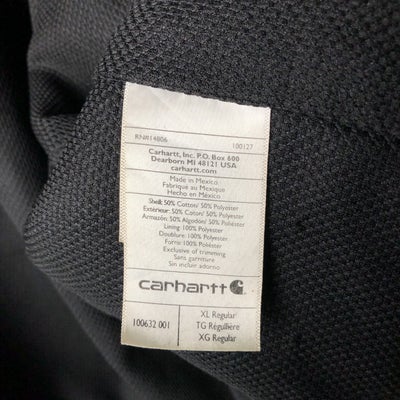 RN#14806 100127
Carhartt, Inc. P.O. Box 600
Dearborn MI 48121 USA
carhartt.com
Made in Mexico
Fabrique au Mexique
Hecho en México
Shell: 50% Cotton/ 50% Polyester
Extérieur: 50% Coton/ 50% Polyester
Armazón: 50% Algodon/ 50% Polyester
Lining: 100% Polyester
Doublure: 100% Polyester
Forro: 100% Poliéster
Exclusive of trimming
Sans garniture
Sin incluir adorno
carhartt
100632 001
XL Regular
TG Régulière
XG Regular